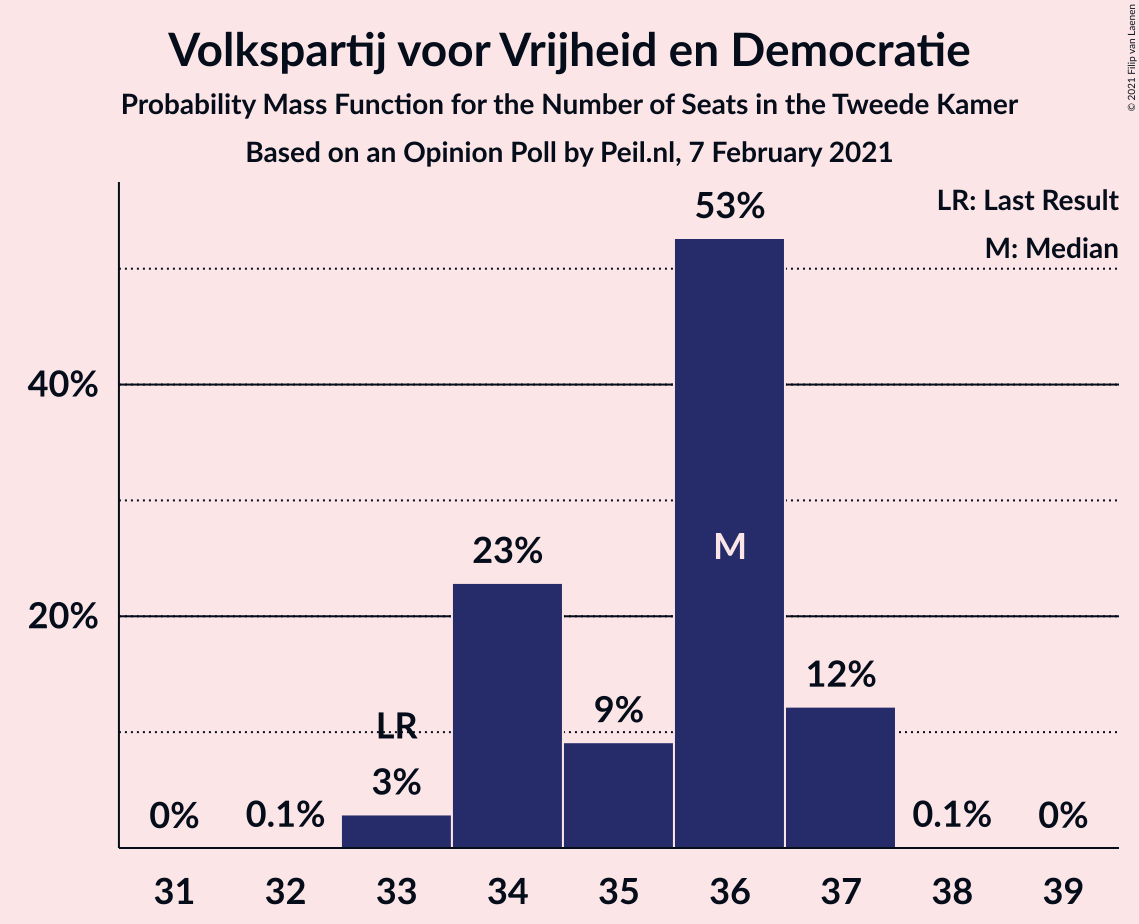 Volkspartij voor Vrijheid en Democratie
Probability Mass Function for the Number of Seats in the Tweede Kamer
Based on an Opinion Poll by Peil.nl, 7 February 2021
© 2021 Filip van Laenen
LR: Last Result
M: Median
53%
40%
23%
M
20%
12%
9%
LR
3%
0%
0.1%
0.1%
0%
31 32 33 34 35 36 37 38 39